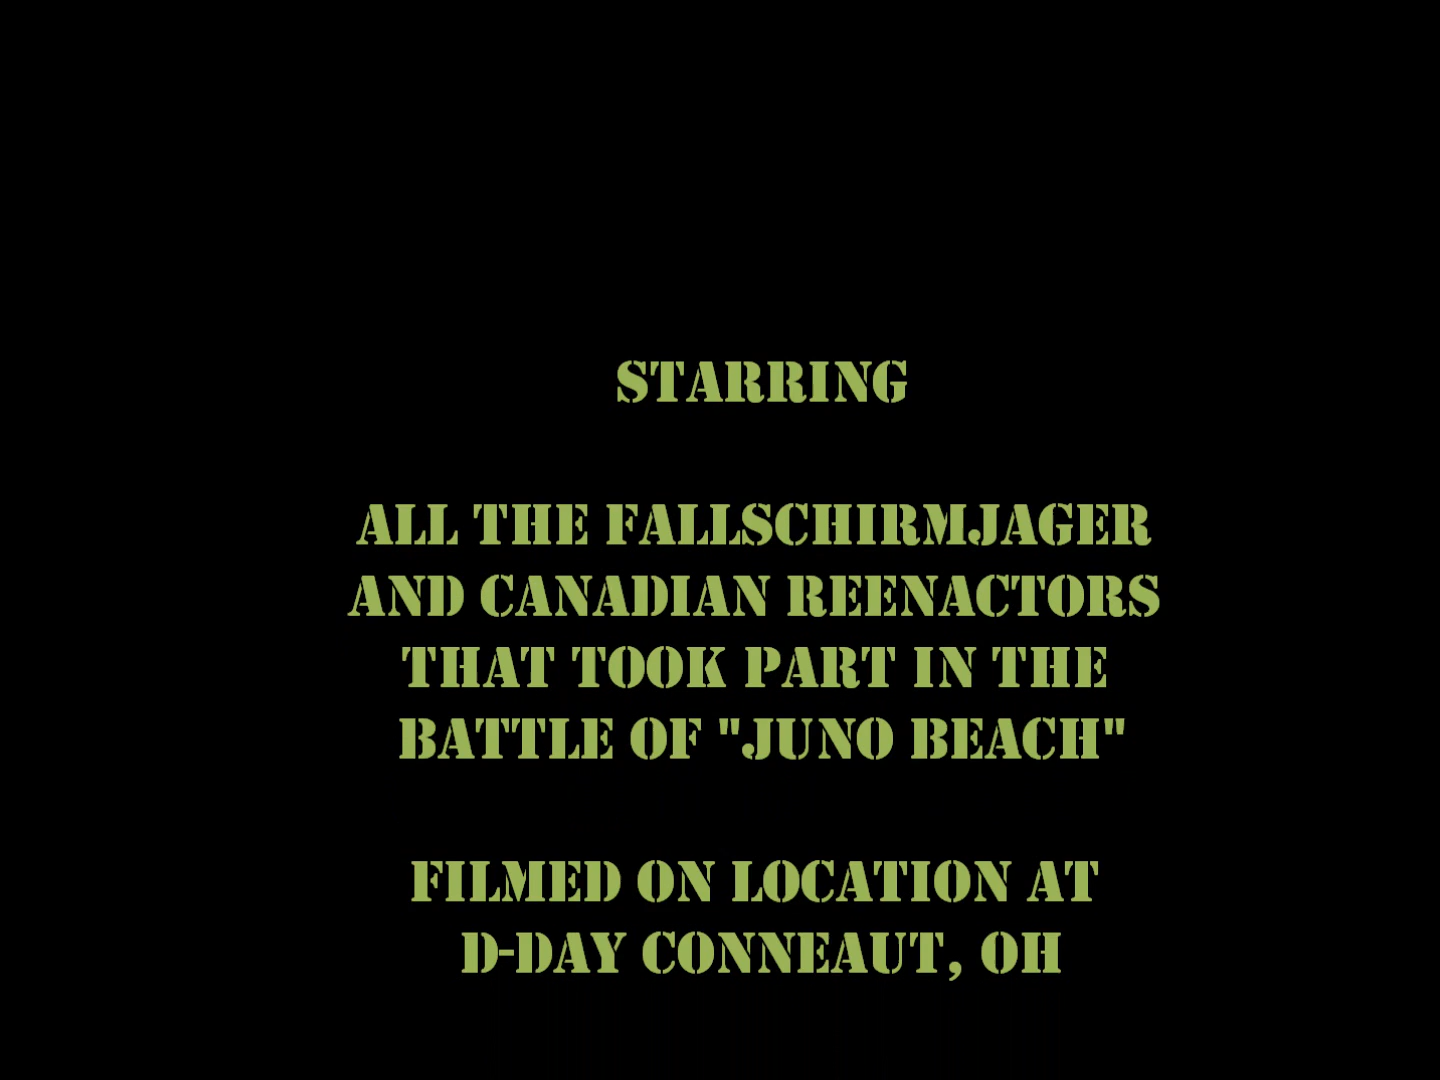 STARRING
ALL THE FALLSCHIRMJAGER
AND CANADIAN REENACTORS
THAT TOOK PART IN THE
BATTLE OF "JUNO BEACH"
FILMED ON LOCATION AT
D-DAY CONNEAUT, OH